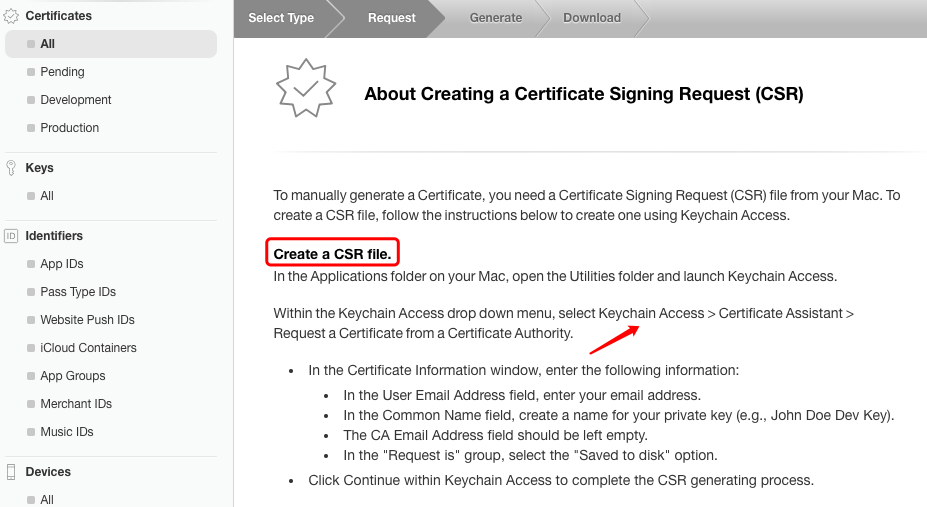 Certificates
All
Pending
Development
Production
Keys
All
ID Identifiers
App IDs
Pass Type IDs
Website Push IDs
iCloud Containers
App Groups
Merchant IDs
Music IDs
Devices
All
Select Type Request Generate Download
About Creating a Certificate Signing Request (CSR)
To manually generate a Certificate, you need a Certificate Signing Request (CSR) file from your Mac. To
create a CSR file, follow the instructions below to create one using Keychain Access.
Create a CSR file.
In the Applications folder on your Mac, open the Utilities folder and launch Keychain Access.
Within the Keychain Access drop down menu, select Keychain Access > Certificate Assistant >
Request a Certificate from a Certificate Authority.
• In the Certificate Information window, enter the following information:
• In the User Email Address field, enter your email address.
• In the Common Name field, create a name for your private key (e.g., John Doe Dev Key).
• The CA Email Address field should be left empty.
• In the "Request is" group, select the "Saved to disk" option.
• Click Continue within Keychain Access to complete the CSR generating process.